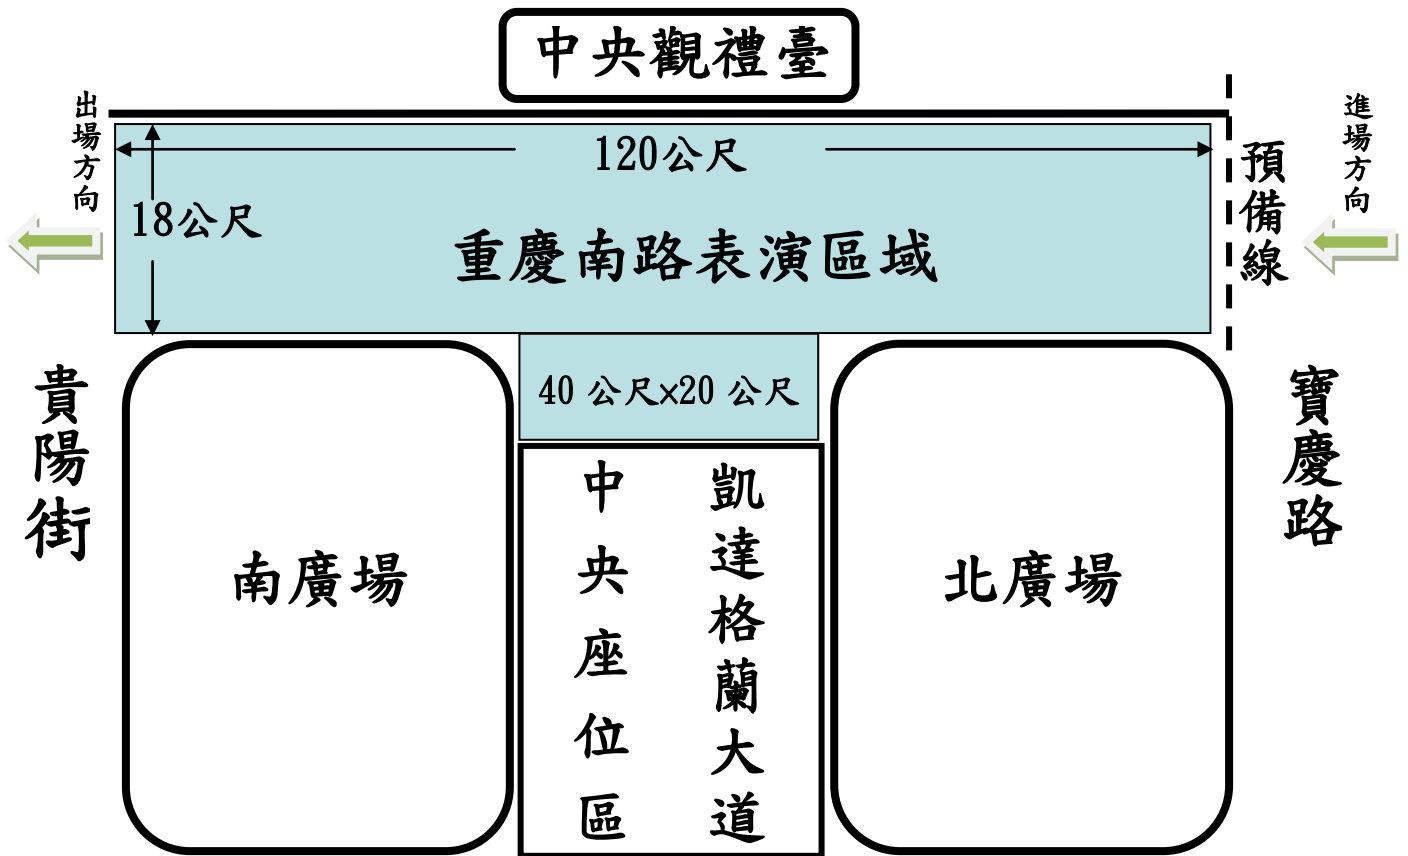 中央觀禮臺
出場方向
進場方向
120公尺
18公尺
預備線
重慶南路表演區域
40 公尺×20 公尺
貴陽街
寶慶路
南廣場
中央座位區
凱達格蘭大道
北廣場